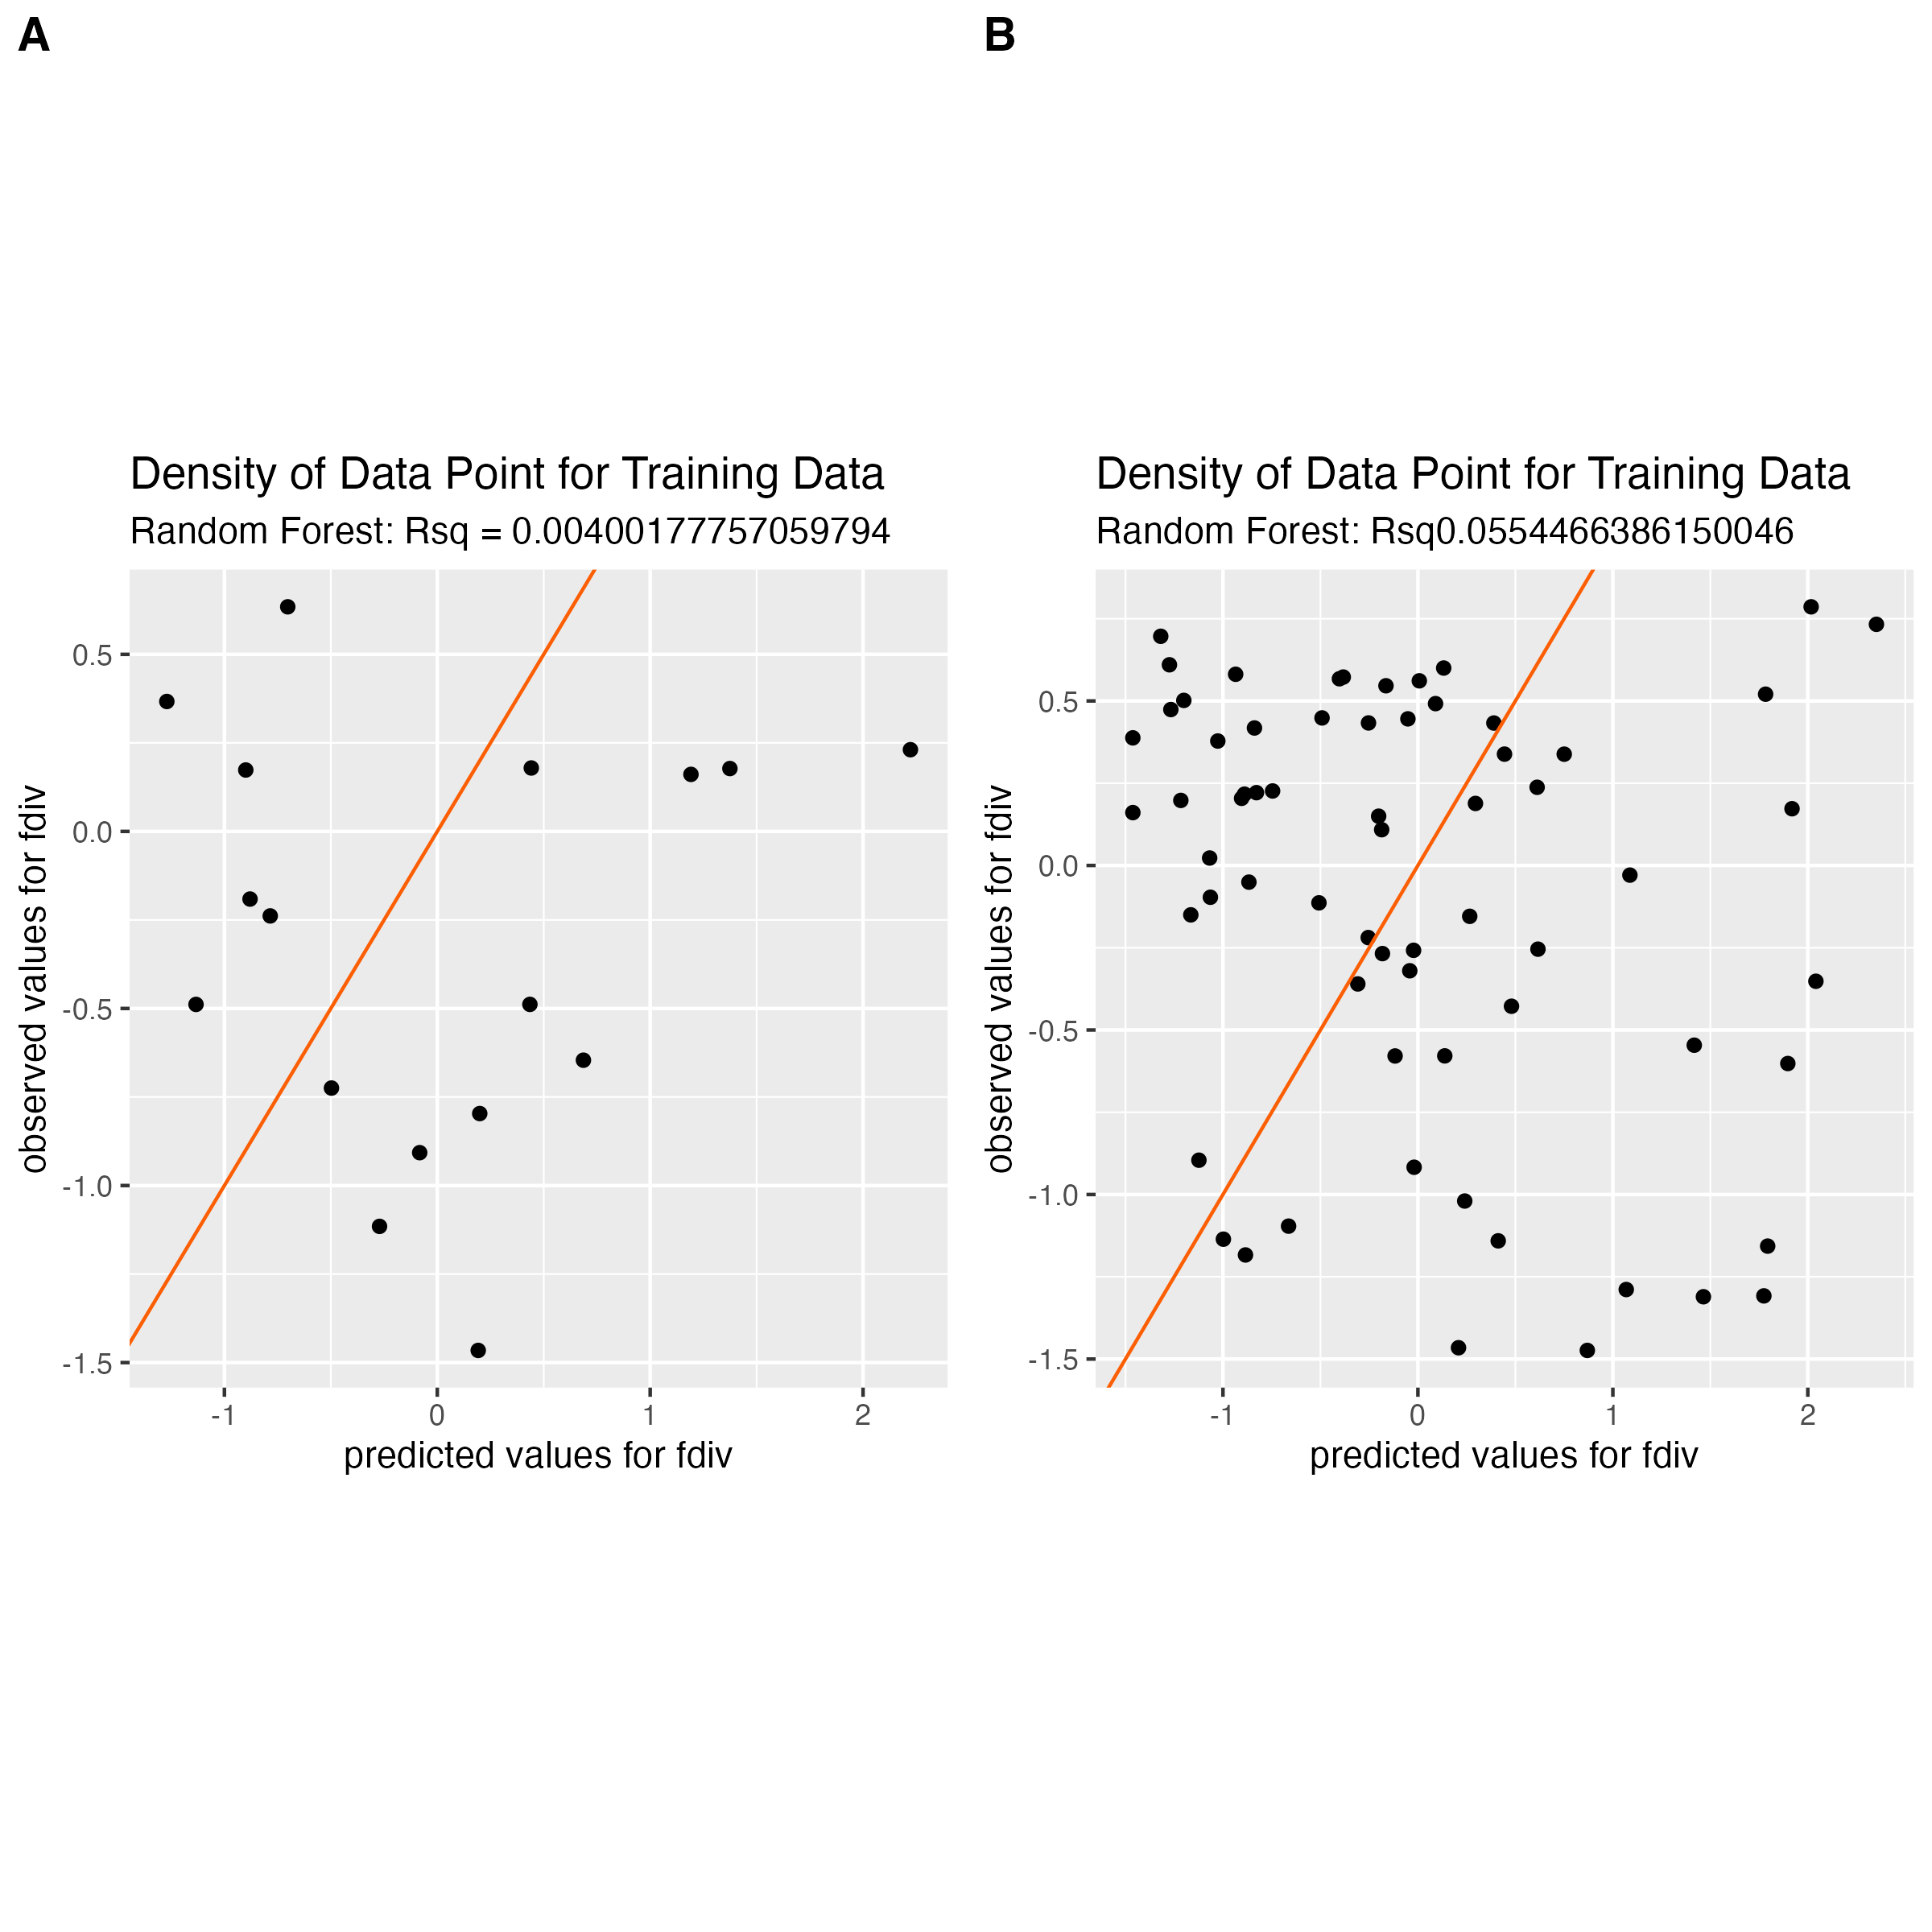 A
Density of Data Point for Training Data
Random Forest: Rsq = 0.00400177757059794
observed values for fdiv
0.5
0.0
-0.5
-1.0
-1.5
-1
0
1
2
predicted values for fdiv
B
Density of Data Point for Training Data
Random Forest: Rsq0.0554466386150046
observed values for fdiv
0.5
0.0
-0.5
-1.0
-1.5
-1
0
1
2
predicted values for fdiv